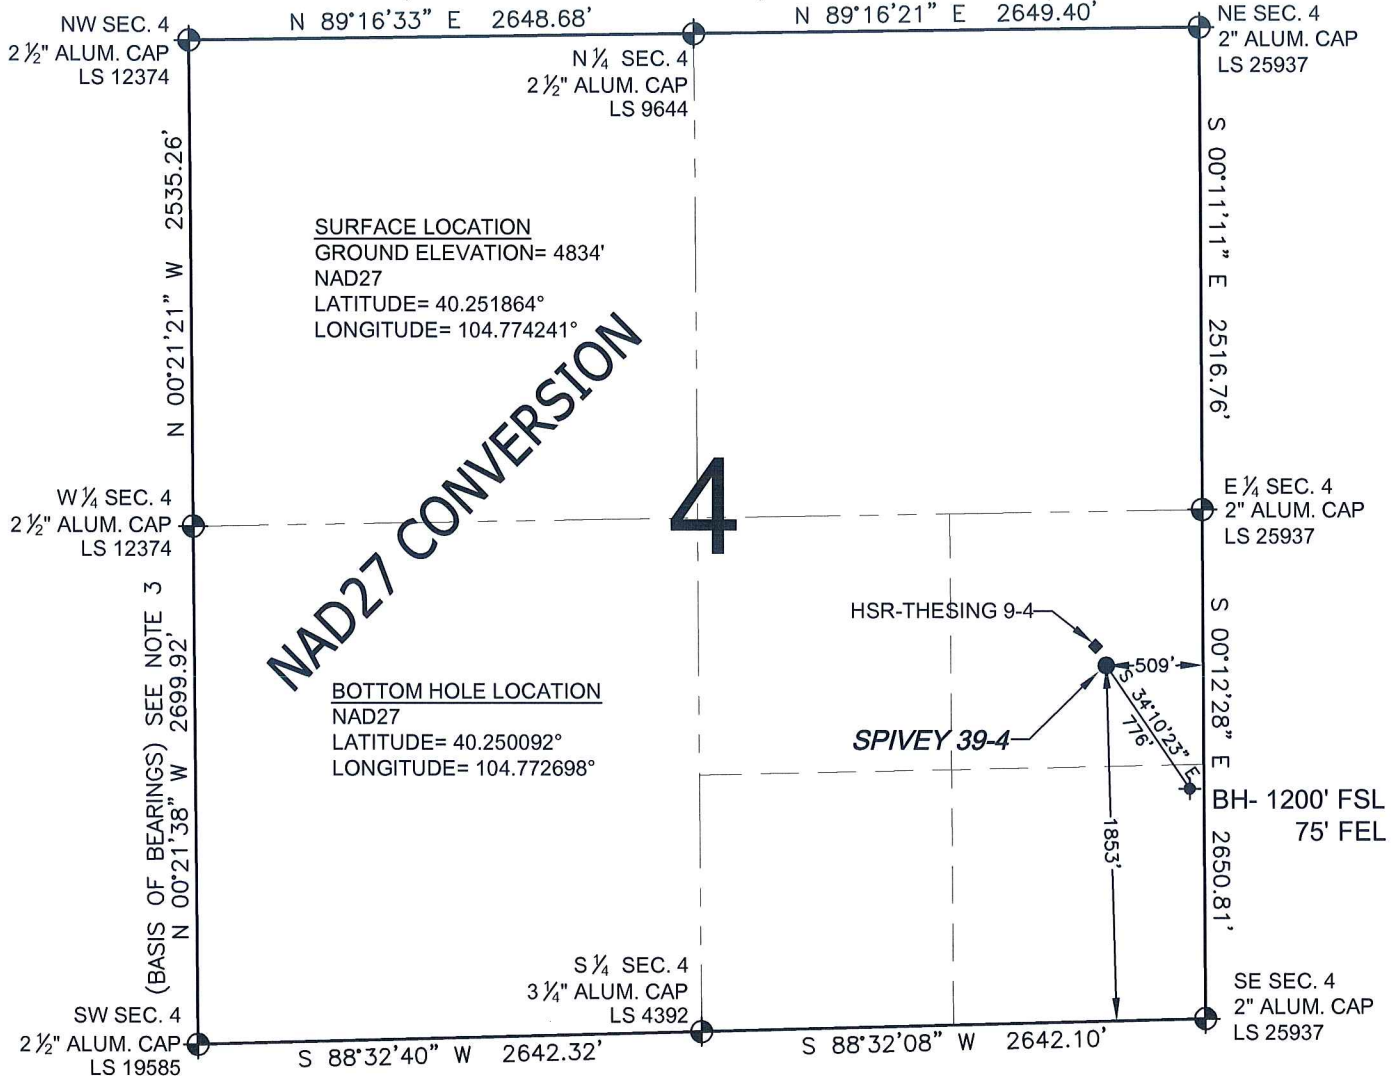 N 89°16'33" E 2648.68'
N 89°16'21" E 2649.40'
NW SEC. 4
2 ½" ALUM. CAP
LS 12374
N ¼ SEC. 4
2 ½" ALUM. CAP
LS 9644
NE SEC. 4
2" ALUM. CAP
LS 25937
N 00°21'21" W 2535.26'
S 00°11'11" E 2516.76'
SURFACE LOCATION
GROUND ELEVATION= 4834'
NAD27
LATITUDE= 40.251864°
LONGITUDE= 104.774241°
NAD27 CONVERSION
4
W ¼ SEC. 4
2 ½" ALUM. CAP
LS 12374
E ¼ SEC. 4
2" ALUM. CAP
LS 25937
(BASIS OF BEARINGS) SEE NOTE 3
N 00°21'38" W 2699.92'
S 00°12'28" E 2650.81'
HSR-THESING 9-4
509'
SPIVEY 39-4
S 34°10'23" E
776'
1853'
BH- 1200' FSL
75' FEL
BOTTOM HOLE LOCATION
NAD27
LATITUDE= 40.250092°
LONGITUDE= 104.772698°
SW SEC. 4
2 ½" ALUM. CAP
LS 19585
S ¼ SEC. 4
3 ¼" ALUM. CAP
LS 4392
SE SEC. 4
2" ALUM. CAP
LS 25937
S 88°32'40" W 2642.32'
S 88°32'08" W 2642.10'